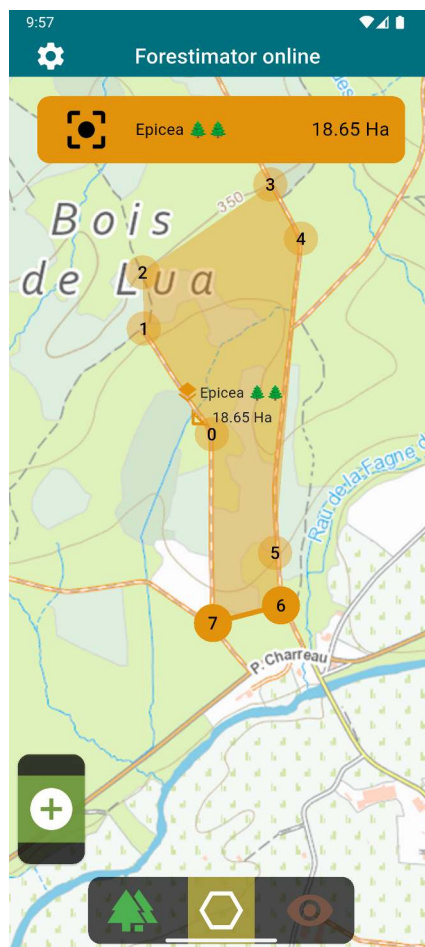 9:57
Forestimator online
Epicea 🌲🌲 18.65 Ha
3
350
4
Bois
de Lua
2
1
Epicea 🌲🌲
18.65 Ha
0
Rau de la Fagne d
5
6
7
P. Charreau